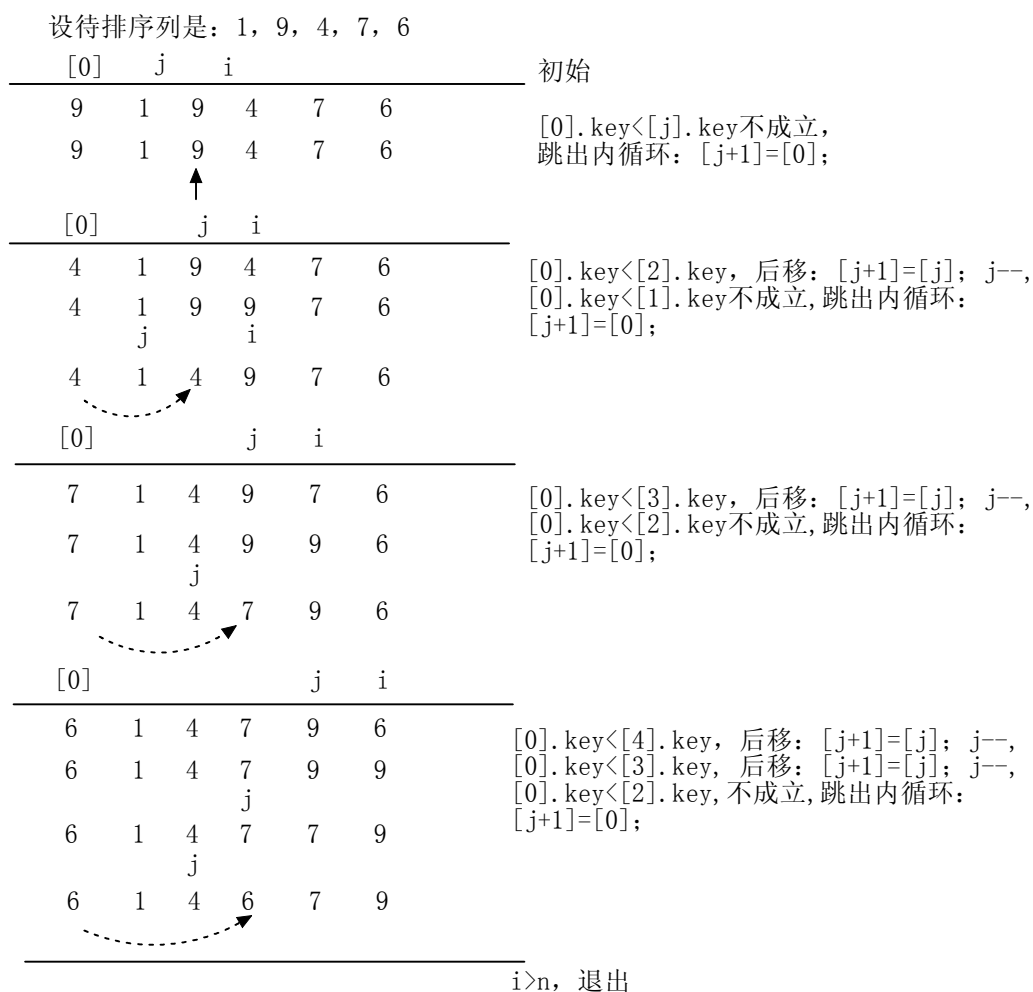 设待排序列是：1，9，4，7，6
[0] j i 初始
9 1 9 4 7 6
[0].key<[j].key不成立，
9 1 9 4 7 6
跳出内循环：[j+1]=[0];
[0] j i
4 1 9 4 7 6 [0].key<[2].key，后移：[j+1]=[j]；j--,
4 1 9 9 7 6 [0].key<[1].key不成立,跳出内循环：
j i [j+1]=[0];
4 1 4 9 7 6
[0] j i
7 1 4 9 7 6 [0].key<[3].key，后移：[j+1]=[j]；j--,
[0].key<[2].key不成立,跳出内循环：
7 1 4 9 9 6 [j+1]=[0];
j
7 1 4 7 9 6
[0] j i
6 1 4 7 9 6 [0].key<[4].key，后移：[j+1]=[j]；j--,
6 1 4 7 9 9 [0].key<[3].key, 后移：[j+1]=[j]；j--,
j [0].key<[2].key,不成立,跳出内循环：
6 1 4 7 7 9 [j+1]=[0];
j
6 1 4 6 7 9
i>n，退出